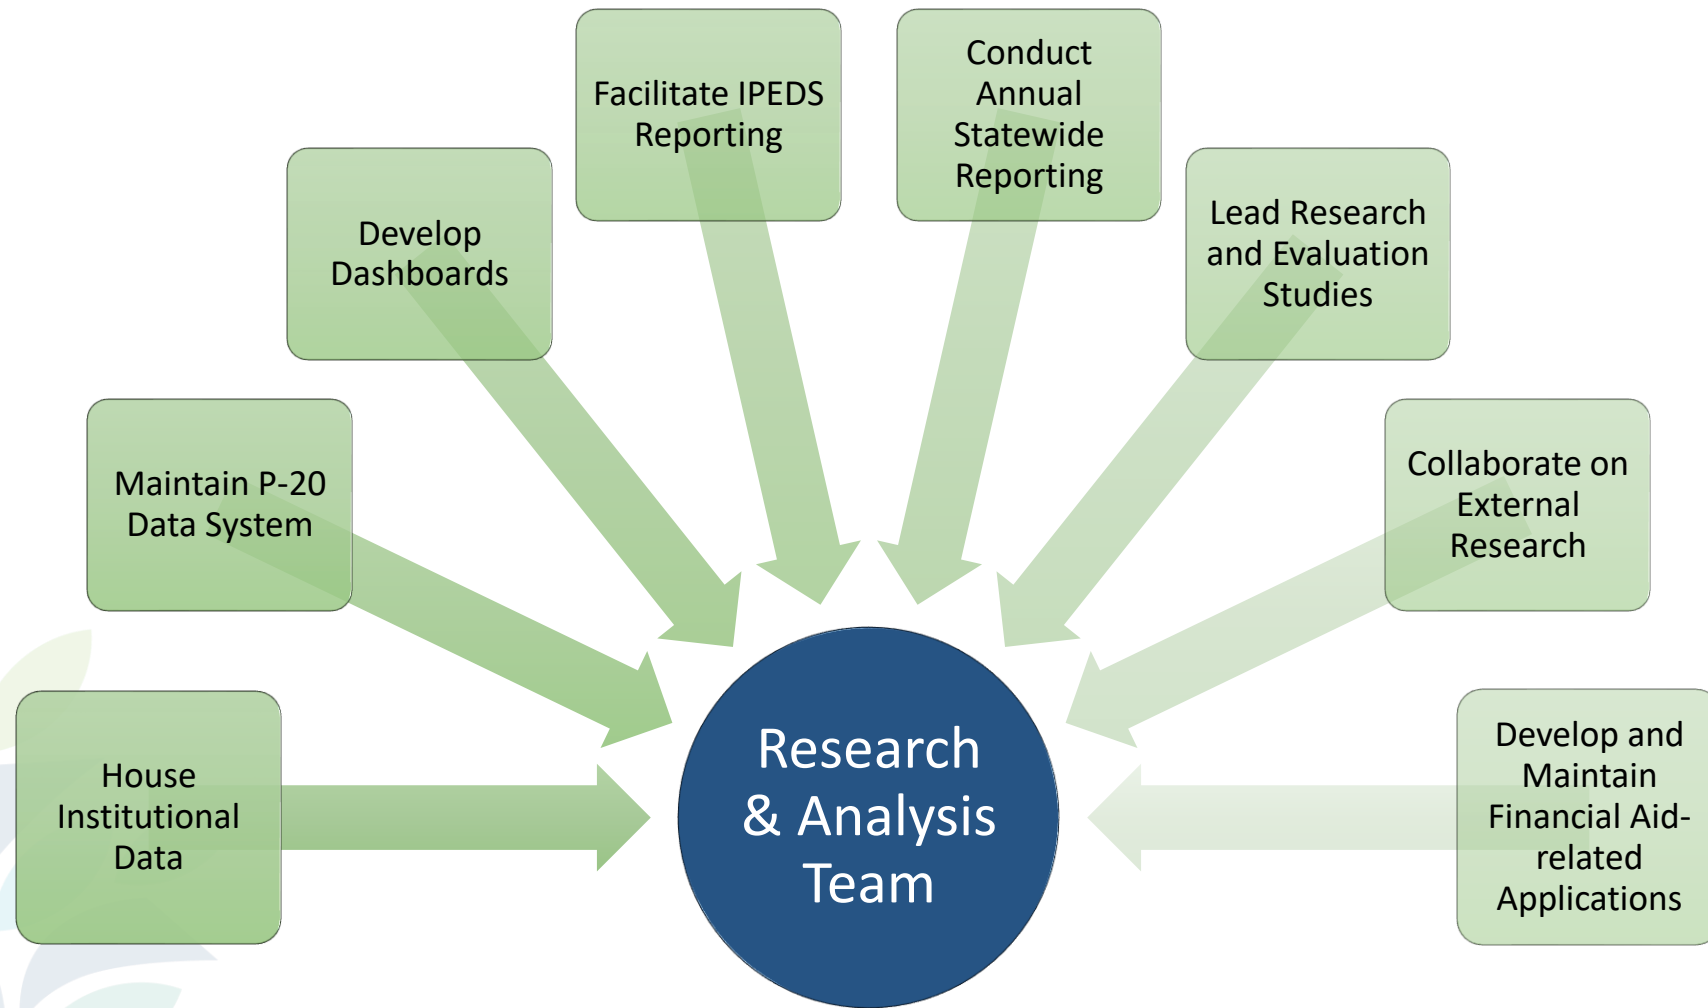 Facilitate IPEDS
Reporting
Conduct
Annual
Statewide
Reporting
Develop
Dashboards
Lead Research
and Evaluation
Studies
Maintain P-20
Data System
Collaborate on
External
Research
House
Institutional
Data
Research
& Analysis
Team
Develop and
Maintain
Financial Aid-
related
Applications